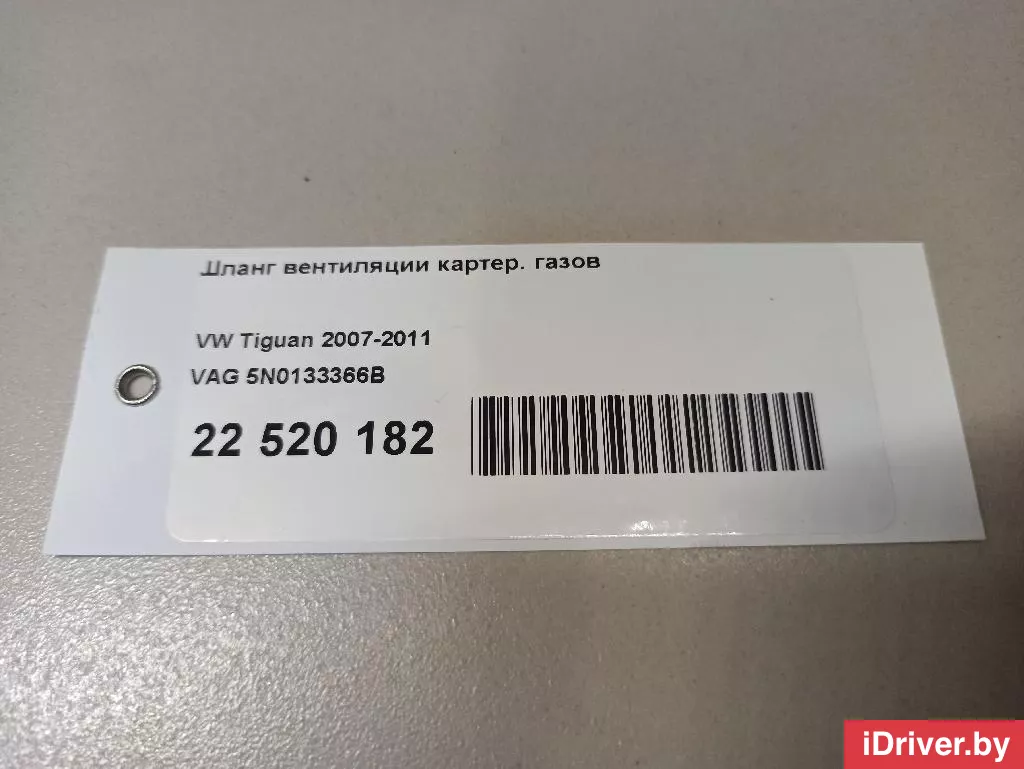 Шланг вентиляции картер. газов
VW Tiguan 2007-2011
VAG 5N0133366B
22 520 182
iDriver.by